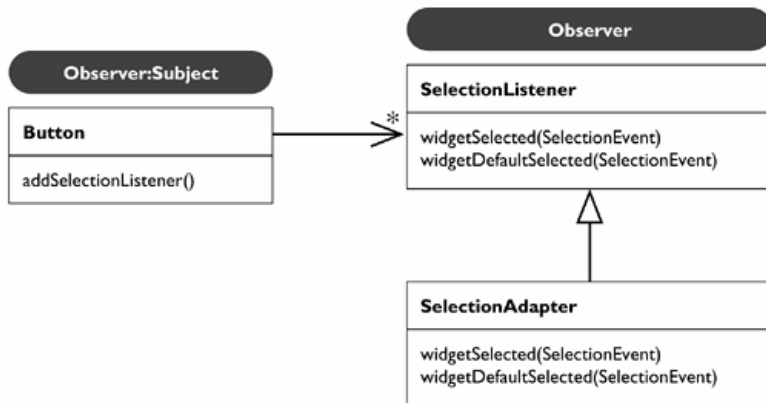 Observer:Subject
Button
addSelectionListener()
*
Observer
SelectionListener
widgetSelected(SelectionEvent)
widgetDefaultSelected(SelectionEvent)
SelectionAdapter
widgetSelected(SelectionEvent)
widgetDefaultSelected(SelectionEvent)